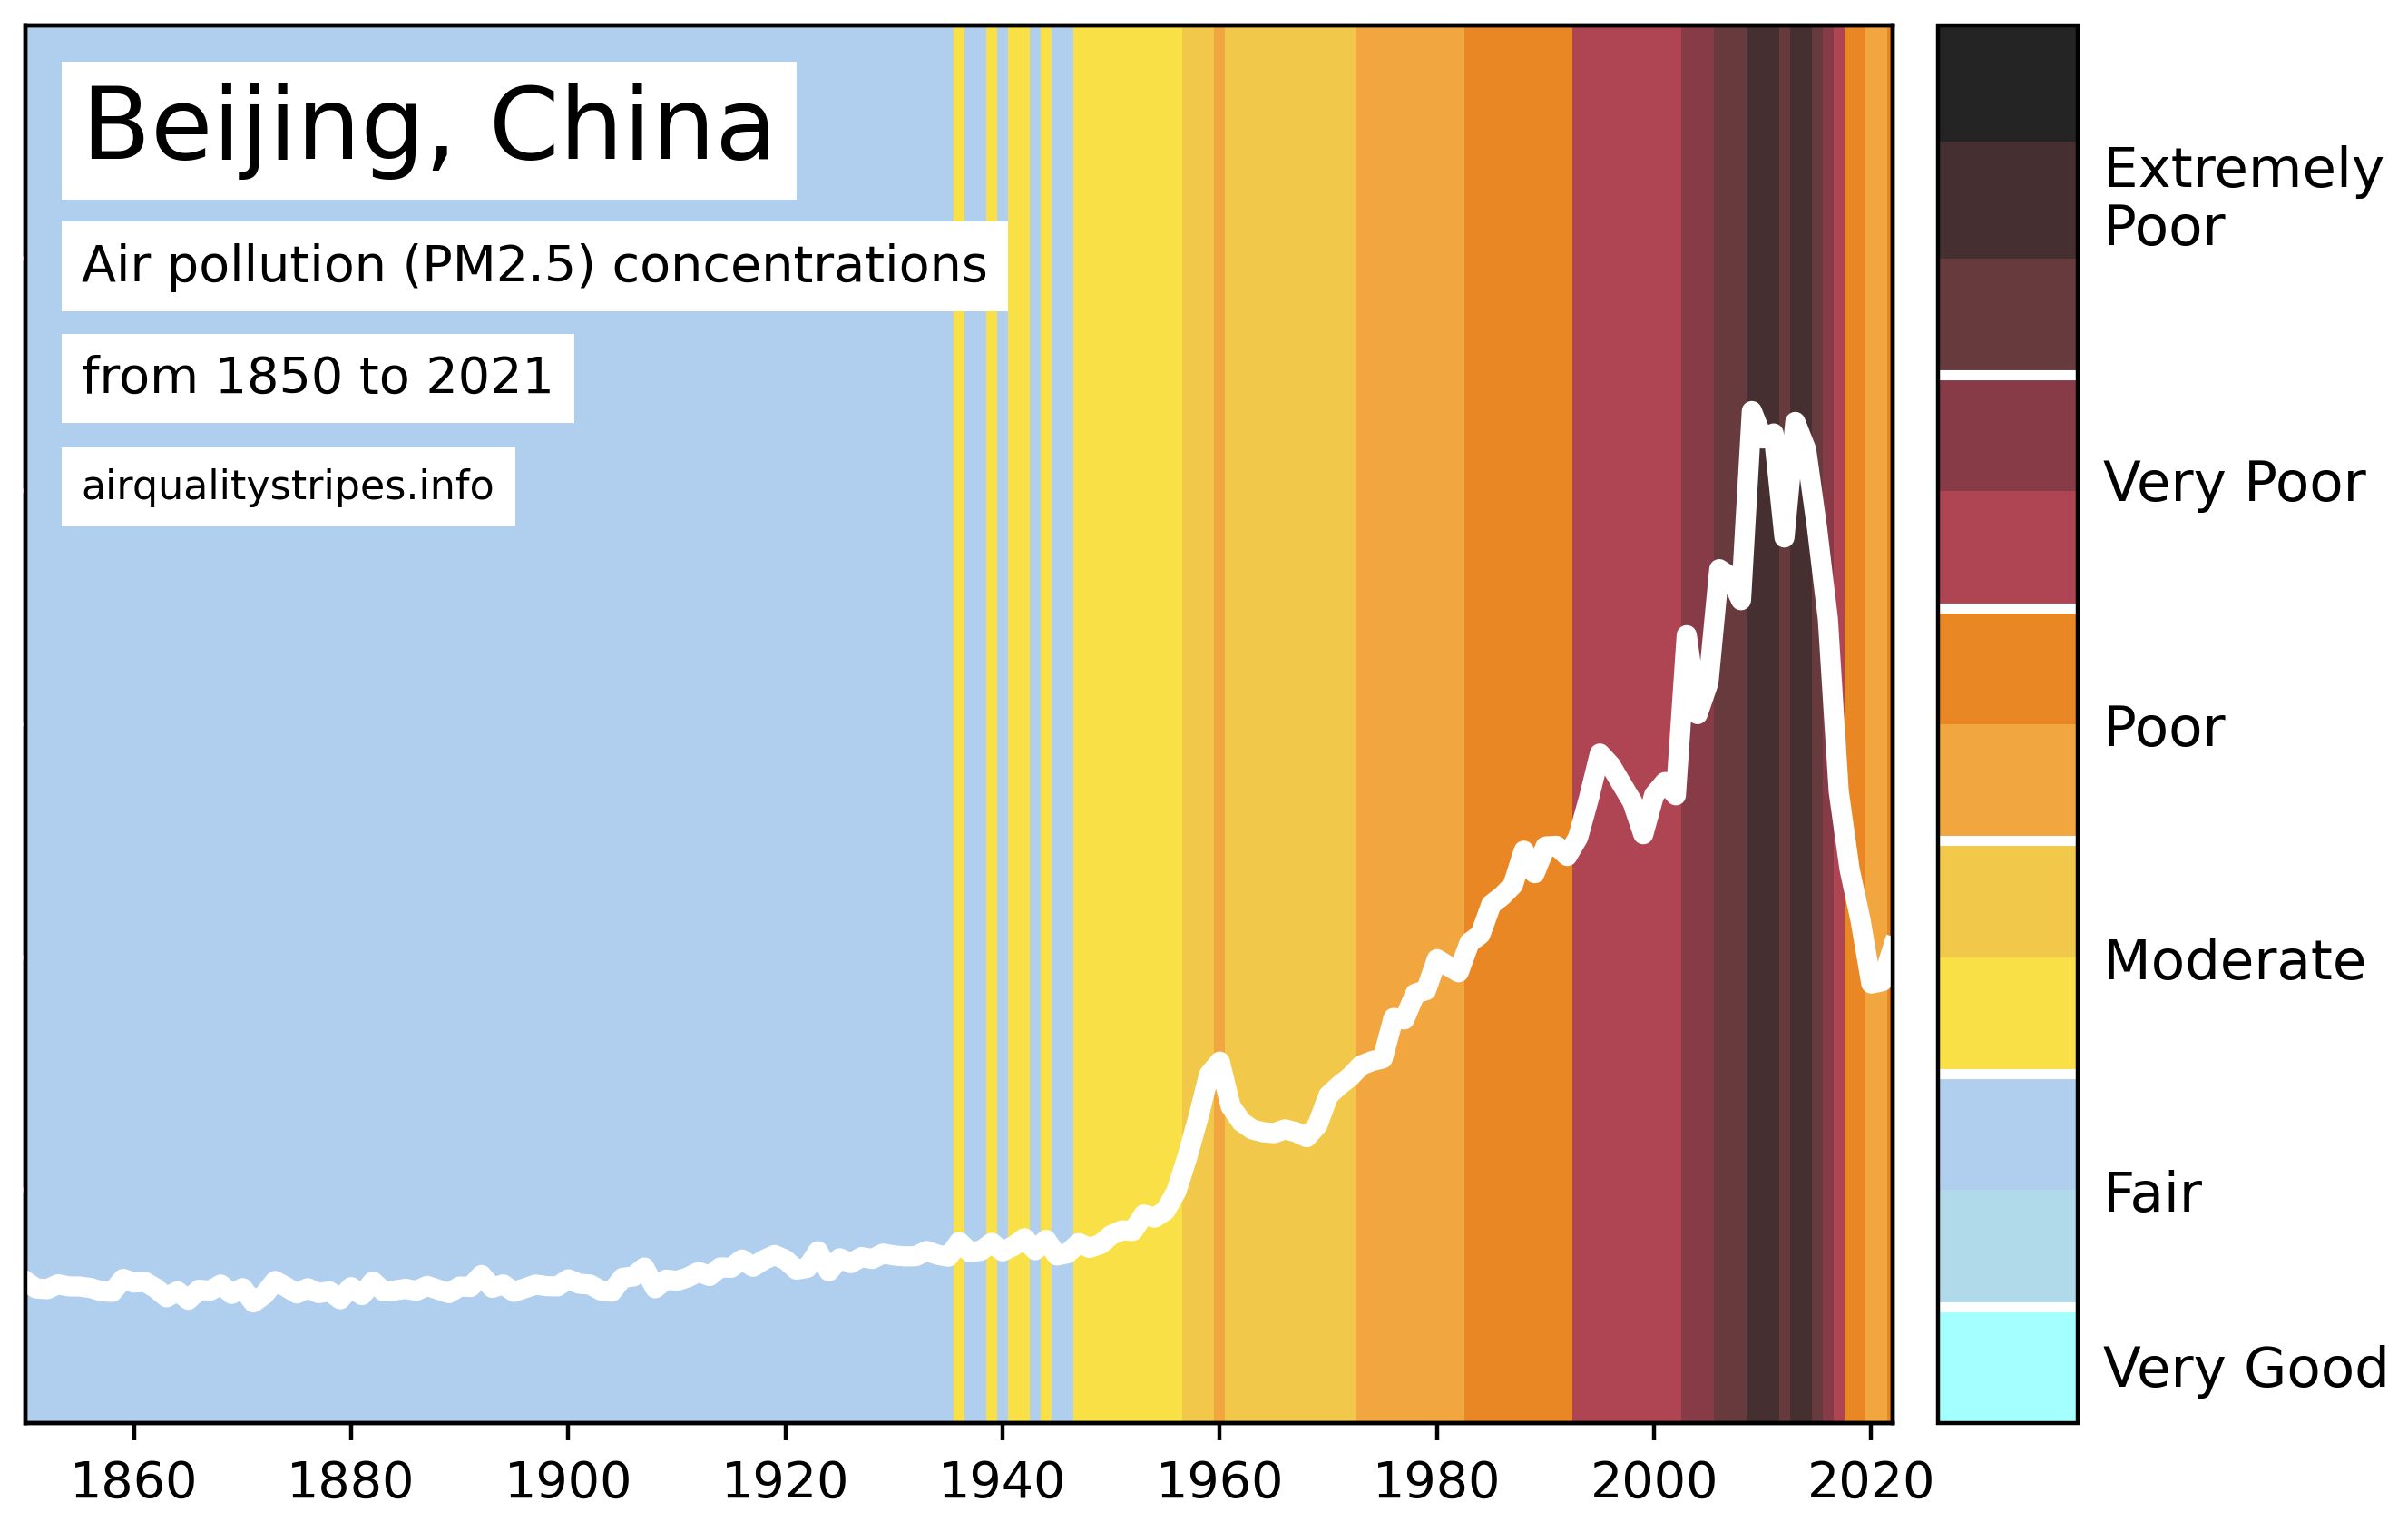 Beijing, China
Air pollution (PM2.5) concentrations
from 1850 to 2021
airqualitystripes.info
Extremely
Poor
Very Poor
Poor
Moderate
Fair
Very Good
1860 1880 1900 1920 1940 1960 1980 2000 2020